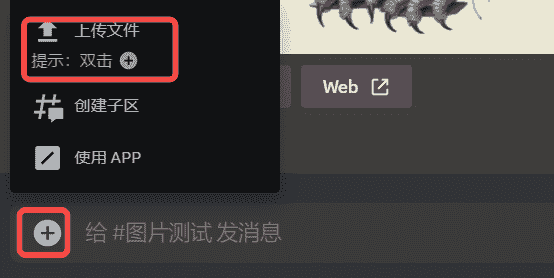 上传文件
提示：双击
Web
创建子区
使用 APP
给 #图片测试 发消息